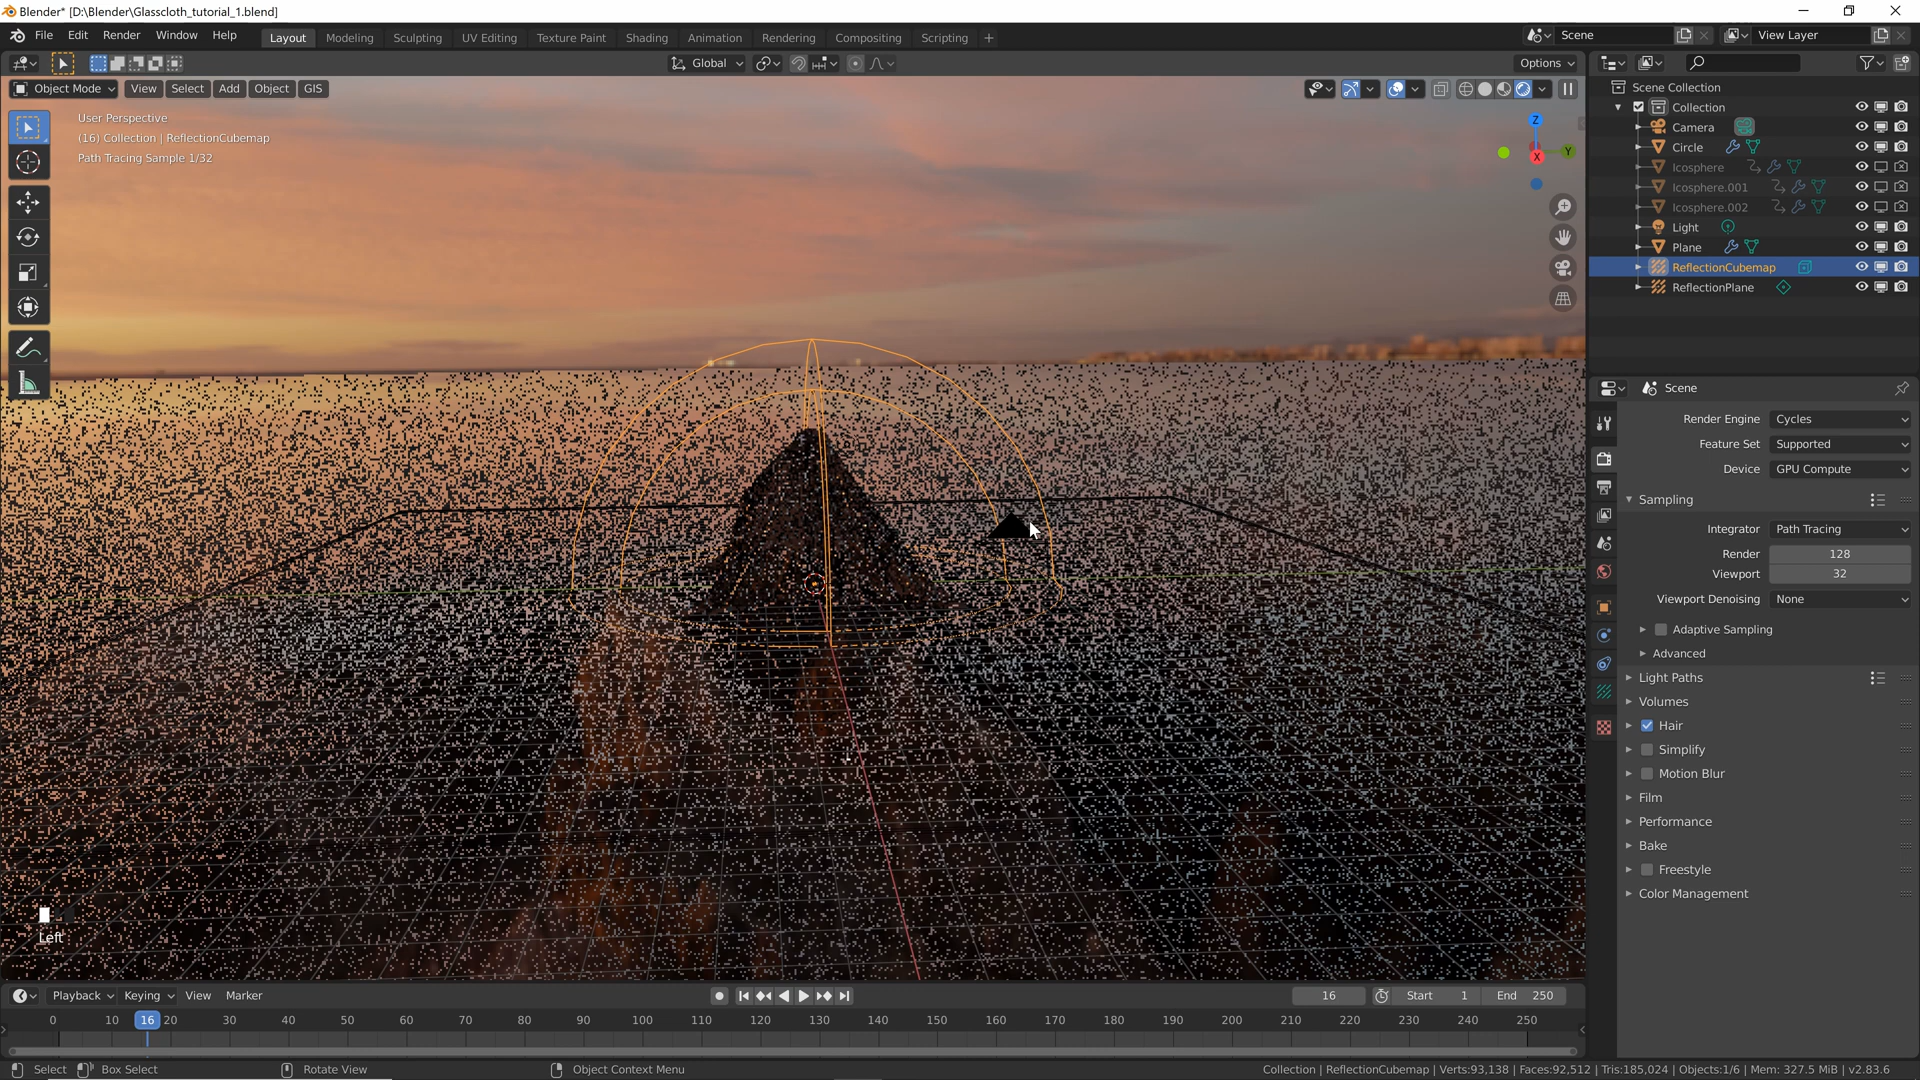 Blender* [D:\Blender\Glasscloth_tutorial_1.blend]
File Edit Render Window Help Layout Modeling Sculpting UV Editing Texture Paint Shading Animation Rendering Compositing Scripting + Scene View Layer
Global Options
Object Mode View Select Add Object GIS
User Perspective
(16) Collection | ReflectionCubemap
Path Tracing Sample 1/32
Z
X
Y
Scene Collection
Collection
Camera
Circle
Icosphere
Icosphere.001
Icosphere.002
Light
Plane
ReflectionCubemap
ReflectionPlane
Scene
Render Engine Cycles
Feature Set Supported
Device GPU Compute
Sampling
Integrator Path Tracing
Render 128
Viewport 32
Viewport Denoising None
Adaptive Sampling
Advanced
Light Paths
Volumes
Hair
Simplify
Motion Blur
Film
Performance
Bake
Freestyle
Color Management
Left
Playback Keying View Marker 16 Start 1 End 250
0 10 16 20 30 40 50 60 70 80 90 100 110 120 130 140 150 160 170 180 190 200 210 220 230 240 250
Select Box Select Rotate View Object Context Menu Collection | ReflectionCubemap | Verts:93,138 | Faces:92,512 | Tris:185,024 | Objects:1/6 | Mem: 327.5 MiB | v2.83.6